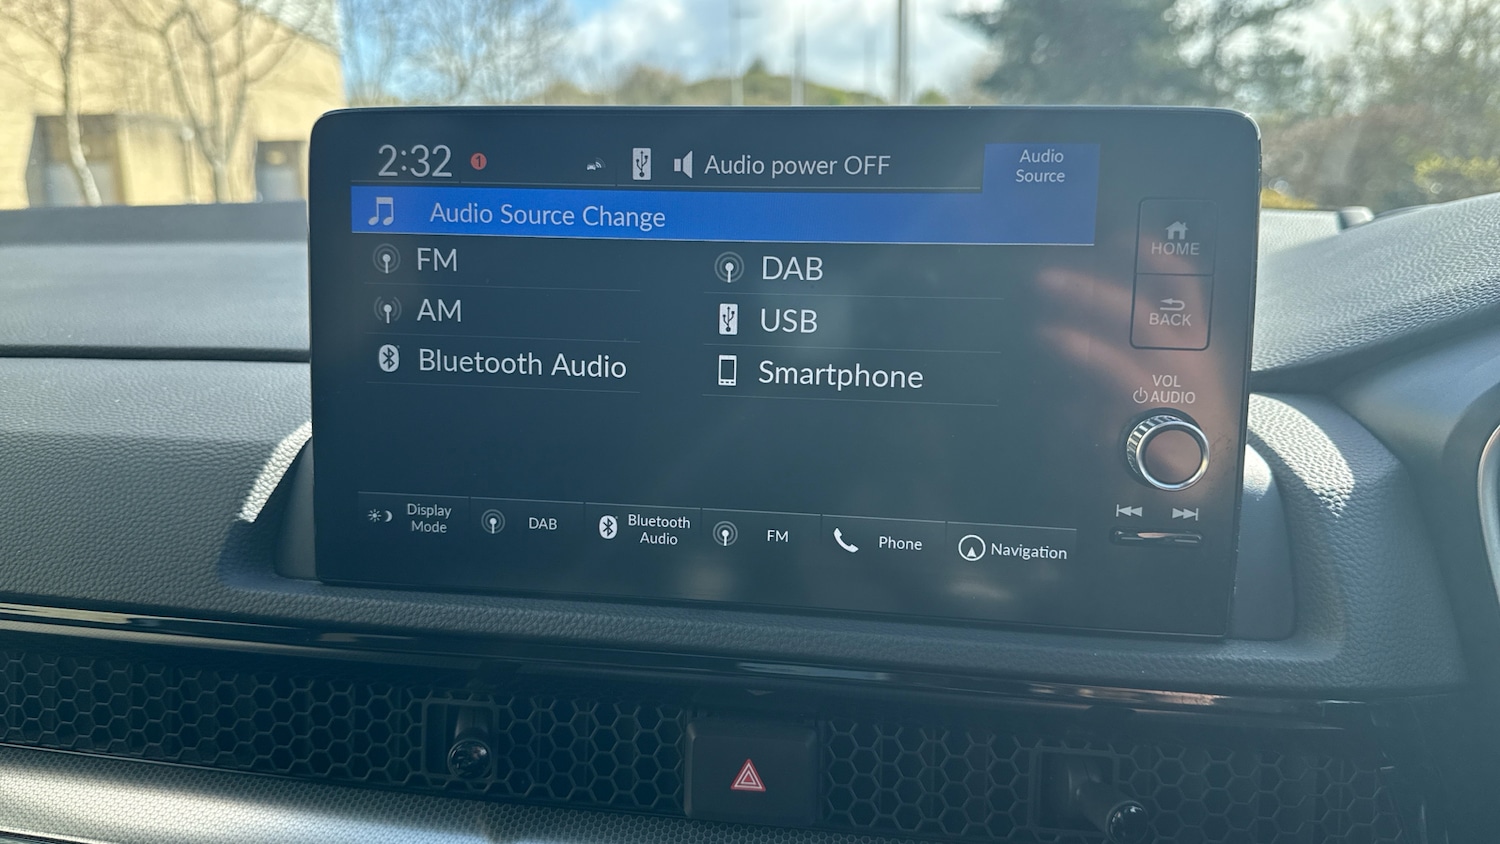 2:32
1
Audio power OFF
Audio
Source
Audio Source Change
FM
DAB
AM
USB
Bluetooth Audio
Smartphone
HOME
BACK
VOL
AUDIO
Display
Mode
DAB
Bluetooth
Audio
FM
Phone
Navigation